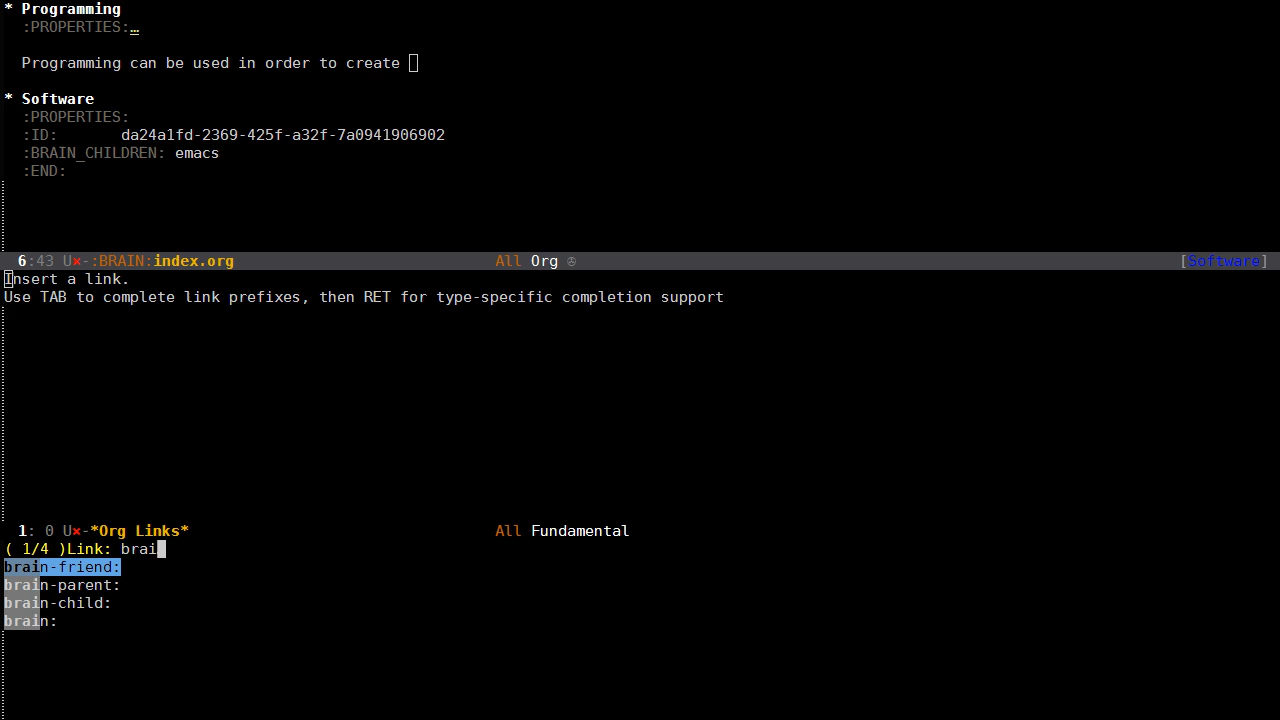 * Programming
:PROPERTIES:…
Programming can be used in order to create
* Software
:PROPERTIES:
:ID:       da24a1fd-2369-425f-a32f-7a0941906902
:BRAIN_CHILDREN: emacs
:END:
6:43 U×-:BRAIN:index.org All Org ✇ [Software]
Insert a link.
Use TAB to complete link prefixes, then RET for type-specific completion support
1: 0 U×-*Org Links* All Fundamental
( 1/4 )Link: brai
brain-friend:
brain-parent:
brain-child:
brain: